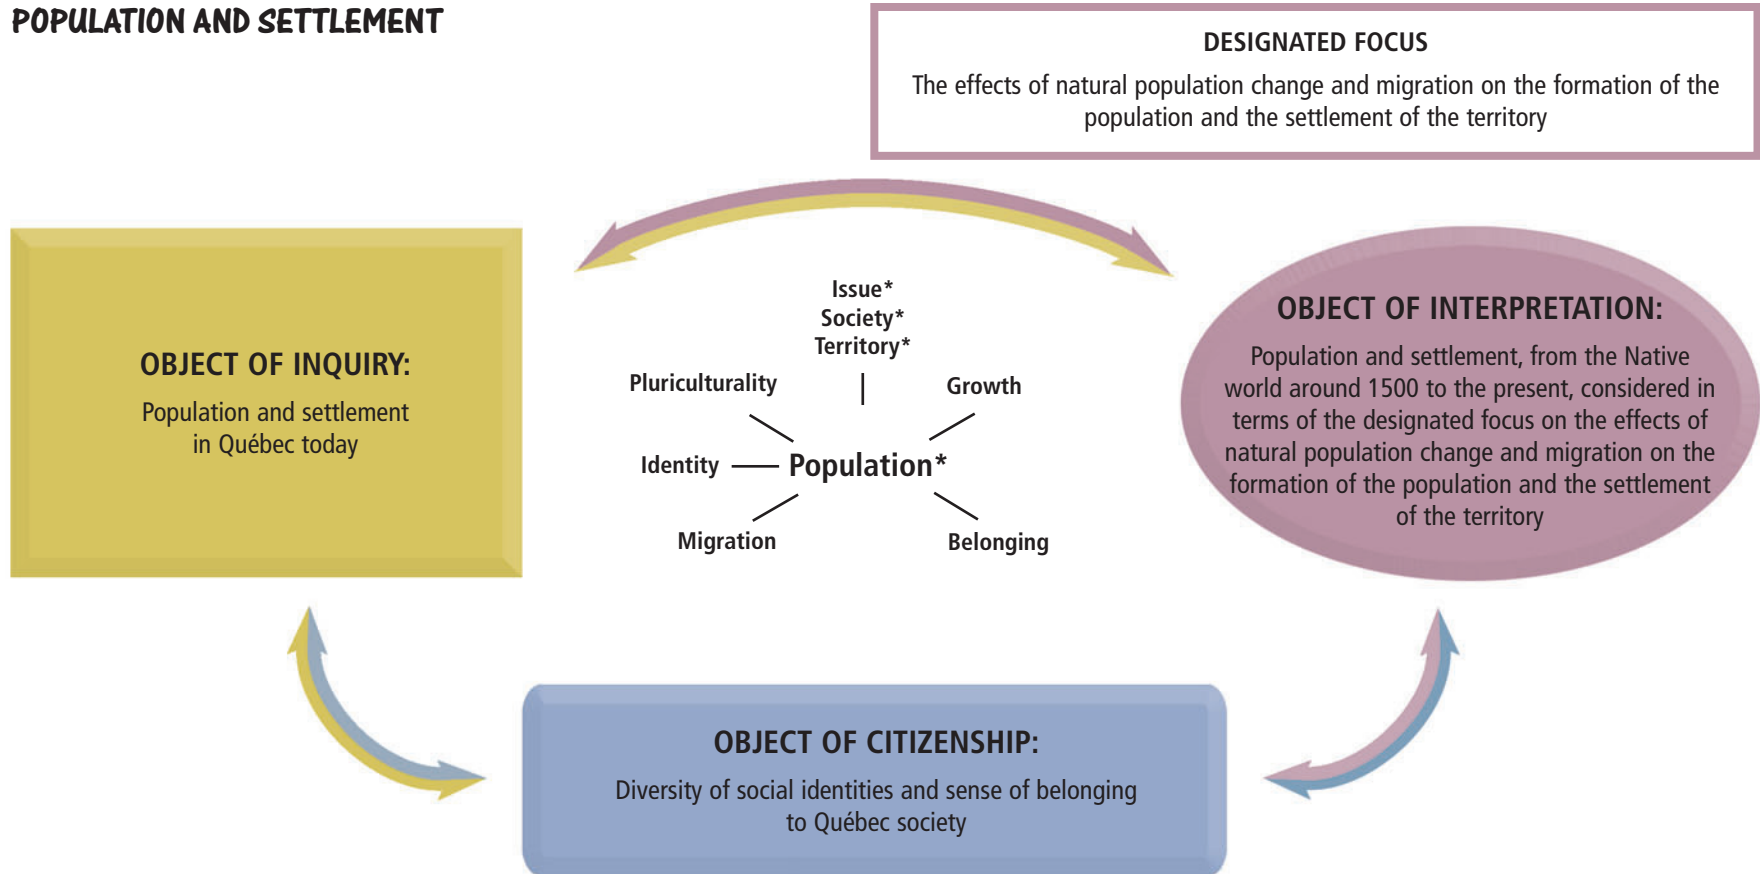 POPULATION AND SETTLEMENT
DESIGNATED FOCUS
The effects of natural population change and migration on the formation of the
population and the settlement of the territory
OBJECT OF INQUIRY:
Population and settlement
in Québec today
Issue*
Society*
Territory*
Pluriculturality
Growth
Identity
Population*
Migration
Belonging
OBJECT OF INTERPRETATION:
Population and settlement, from the Native
world around 1500 to the present, considered in
terms of the designated focus on the effects of
natural population change and migration on the
formation of the population and the settlement
of the territory
OBJECT OF CITIZENSHIP:
Diversity of social identities and sense of belonging
to Québec society